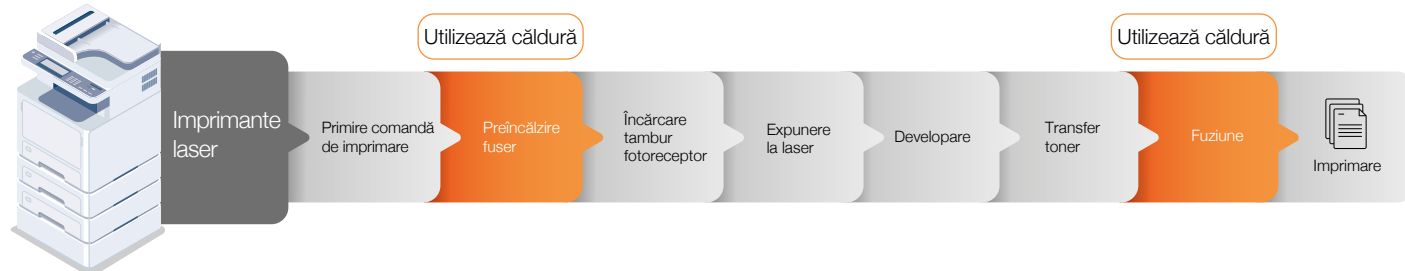 Utilizează căldură
Utilizează căldură
Imprimante
laser
Primire comandă
de imprimare
Preîncălzire
fuser
Încărcare
tambur
fotoreceptor
Expunere
la laser
Developare
Transfer
toner
Fuziune
Imprimare